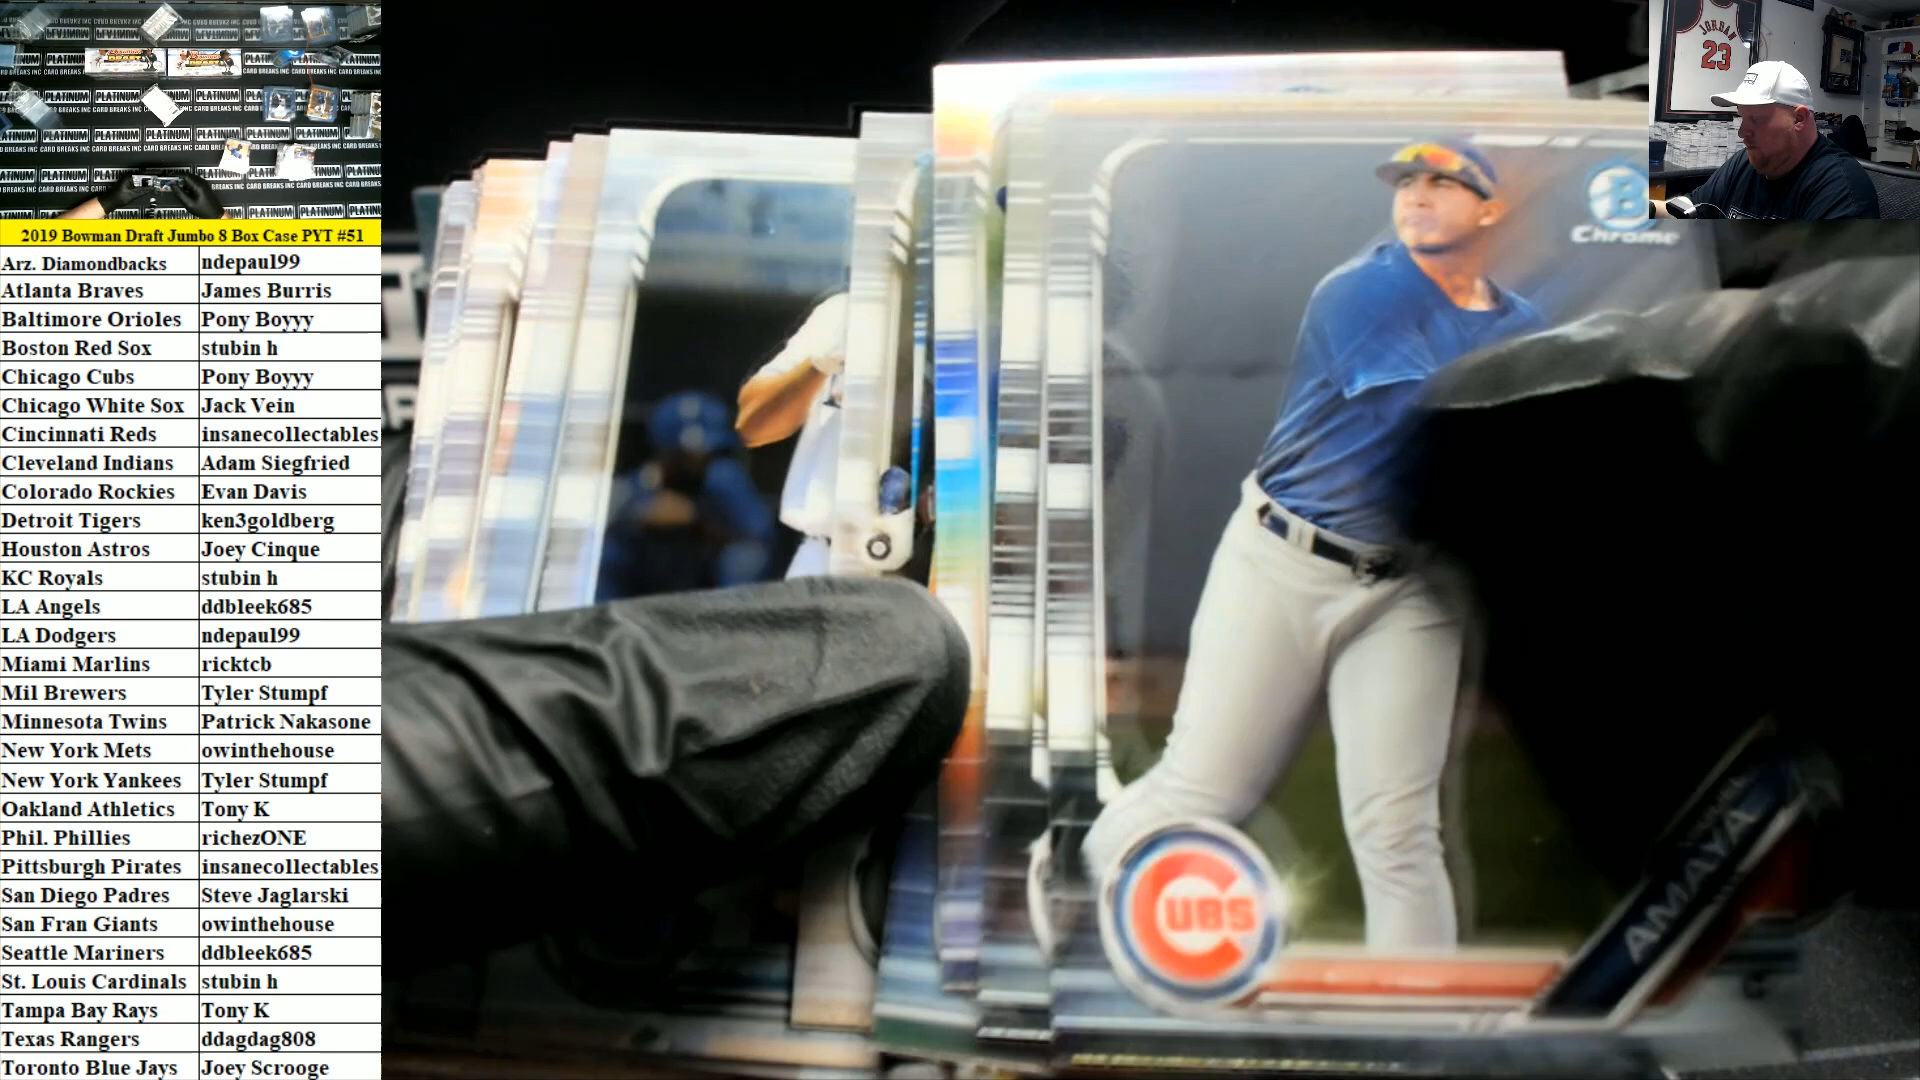 2019 Bowman Draft Jumbo 8 Box Case PYT #51
Arz. Diamondbacks ndepaul99
Atlanta Braves James Burris
Baltimore Orioles Pony Boyyy
Boston Red Sox stubin h
Chicago Cubs Pony Boyyy
Chicago White Sox Jack Vein
Cincinnati Reds insanecollectables
Cleveland Indians Adam Siegfried
Colorado Rockies Evan Davis
Detroit Tigers ken3goldberg
Houston Astros Joey Cinque
KC Royals stubin h
LA Angels ddbleek685
LA Dodgers ndepaul99
Miami Marlins ricktcb
Mil Brewers Tyler Stumpf
Minnesota Twins Patrick Nakasone
New York Mets owinthehouse
New York Yankees Tyler Stumpf
Oakland Athletics Tony K
Phil. Phillies richezONE
Pittsburgh Pirates insanecollectables
San Diego Padres Steve Jaglarski
San Fran Giants owinthehouse
Seattle Mariners ddbleek685
St. Louis Cardinals stubin h
Tampa Bay Rays Tony K
Texas Rangers ddagdag808
Toronto Blue Jays Joey Scrooge
PLATINUM
CARD BREAKS INC
JORDAN
23
B
Chrome
CUBS
AMAYA